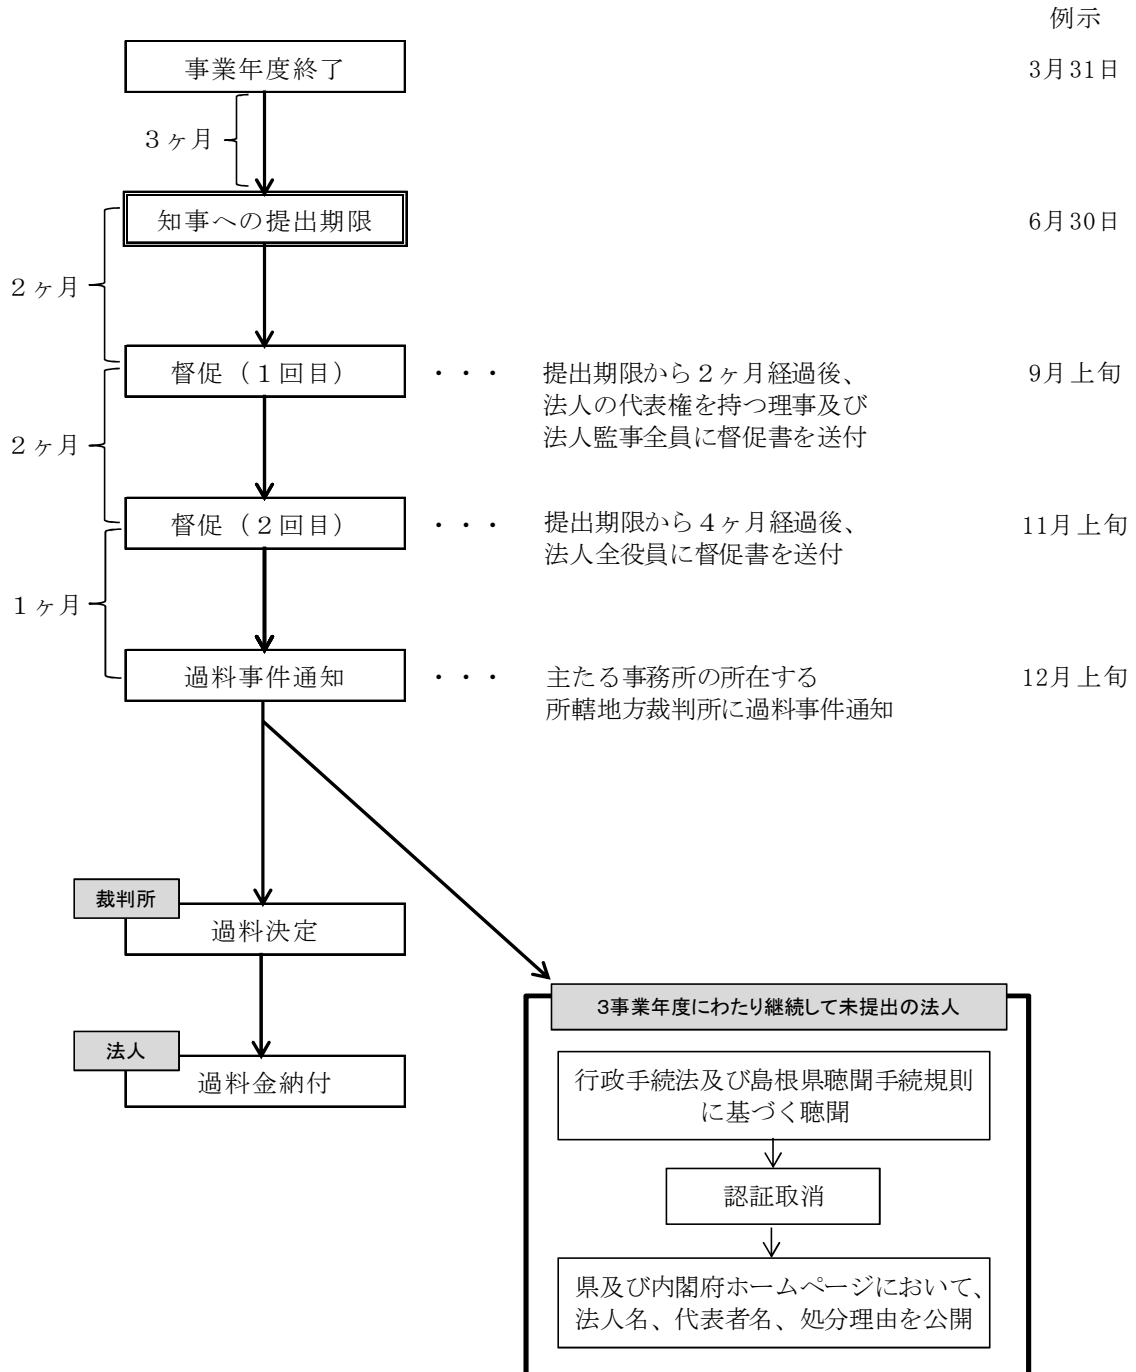 例示
事業年度終了
3月31日
3ヶ月
知事への提出期限
6月30日
2ヶ月
督促（1回目）
・・・
提出期限から2ヶ月経過後、
法人の代表権を持つ理事及び
法人監事全員に督促書を送付
9月上旬
2ヶ月
督促（2回目）
・・・
提出期限から4ヶ月経過後、
法人全役員に督促書を送付
11月上旬
1ヶ月
過料事件通知
・・・
主たる事務所の所在する
所轄地方裁判所に過料事件通知
12月上旬
裁判所
過料決定
法人
過料金納付
3事業年度にわたり継続して未提出の法人
行政手続法及び島根県聴聞手続規則
に基づく聴聞
認証取消
県及び内閣府ホームページにおいて、
法人名、代表者名、処分理由を公開